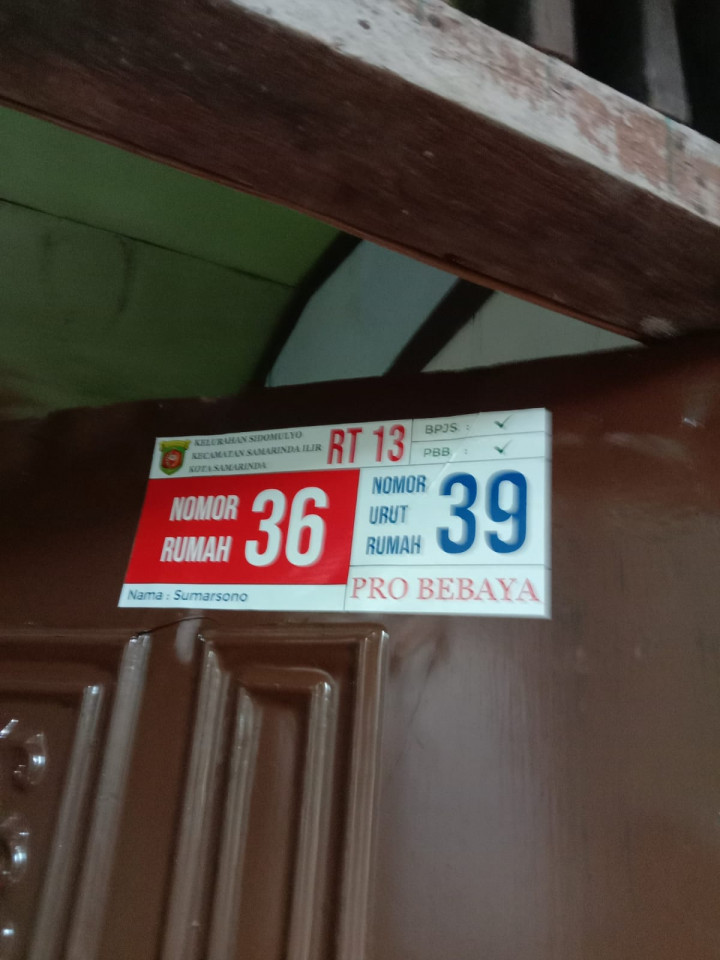 KELURAHAN SIDOMULYO
KECAMATAN SAMARINDA ILIR
KOTA SAMARINDA
RT 13
BPJS : ✓
PBB : ✓
NOMOR
RUMAH
36
NOMOR
URUT
RUMAH
39
Nama : Sumarsono
PRO BEBAYA